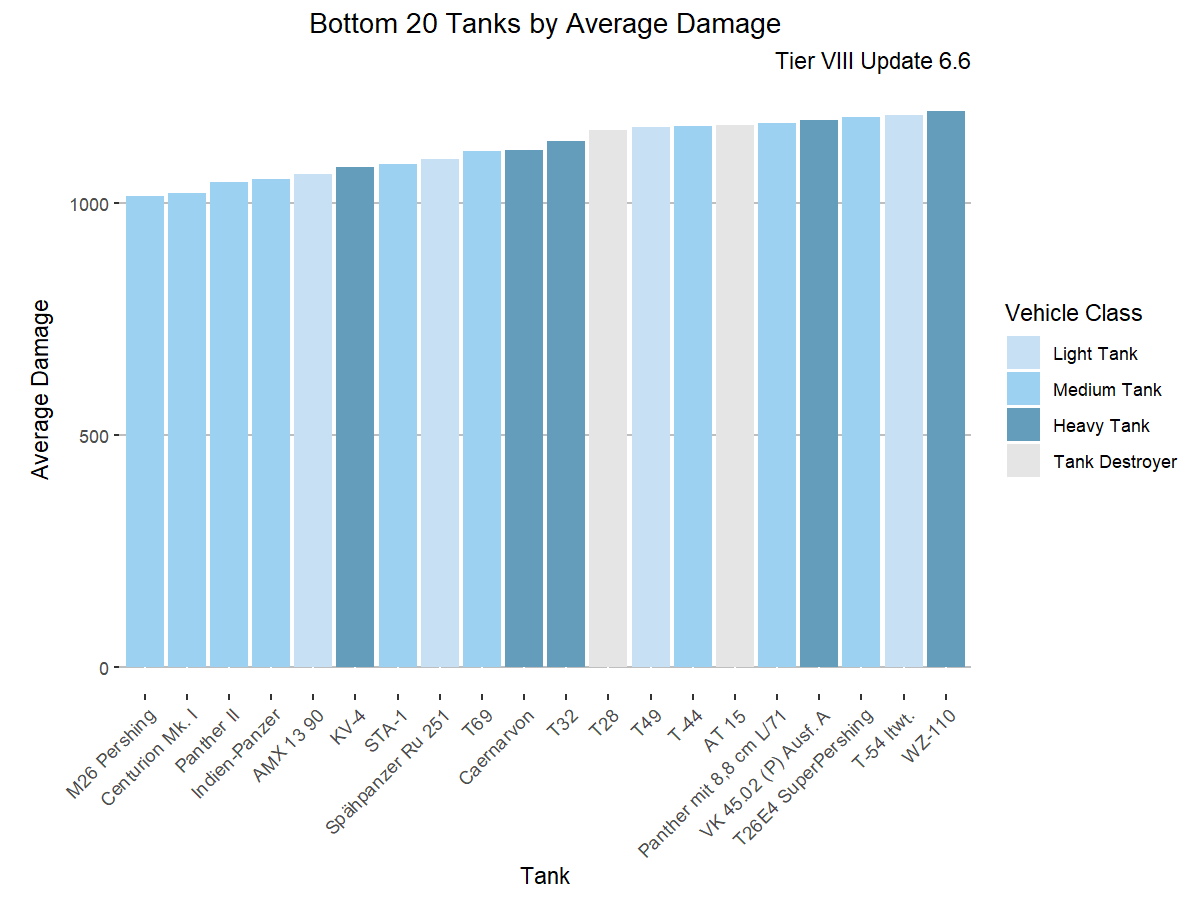 Bottom 20 Tanks by Average Damage
Tier VIII Update 6.6
Average Damage
1000
500
0
M26 Pershing
Centurion Mk. I
Panther II
Indien-Panzer
AMX 13 90
KV-4
STA-1
Spähpanzer Ru 251
T69
Caernarvon
T32
T28
T49
T-44
AT 15
Panther mit 8,8 cm L/71
VK 45.02 (P) Ausf. A
T26E4 SuperPershing
T-54 ltwt.
WZ-110
Tank
Vehicle Class
Light Tank
Medium Tank
Heavy Tank
Tank Destroyer